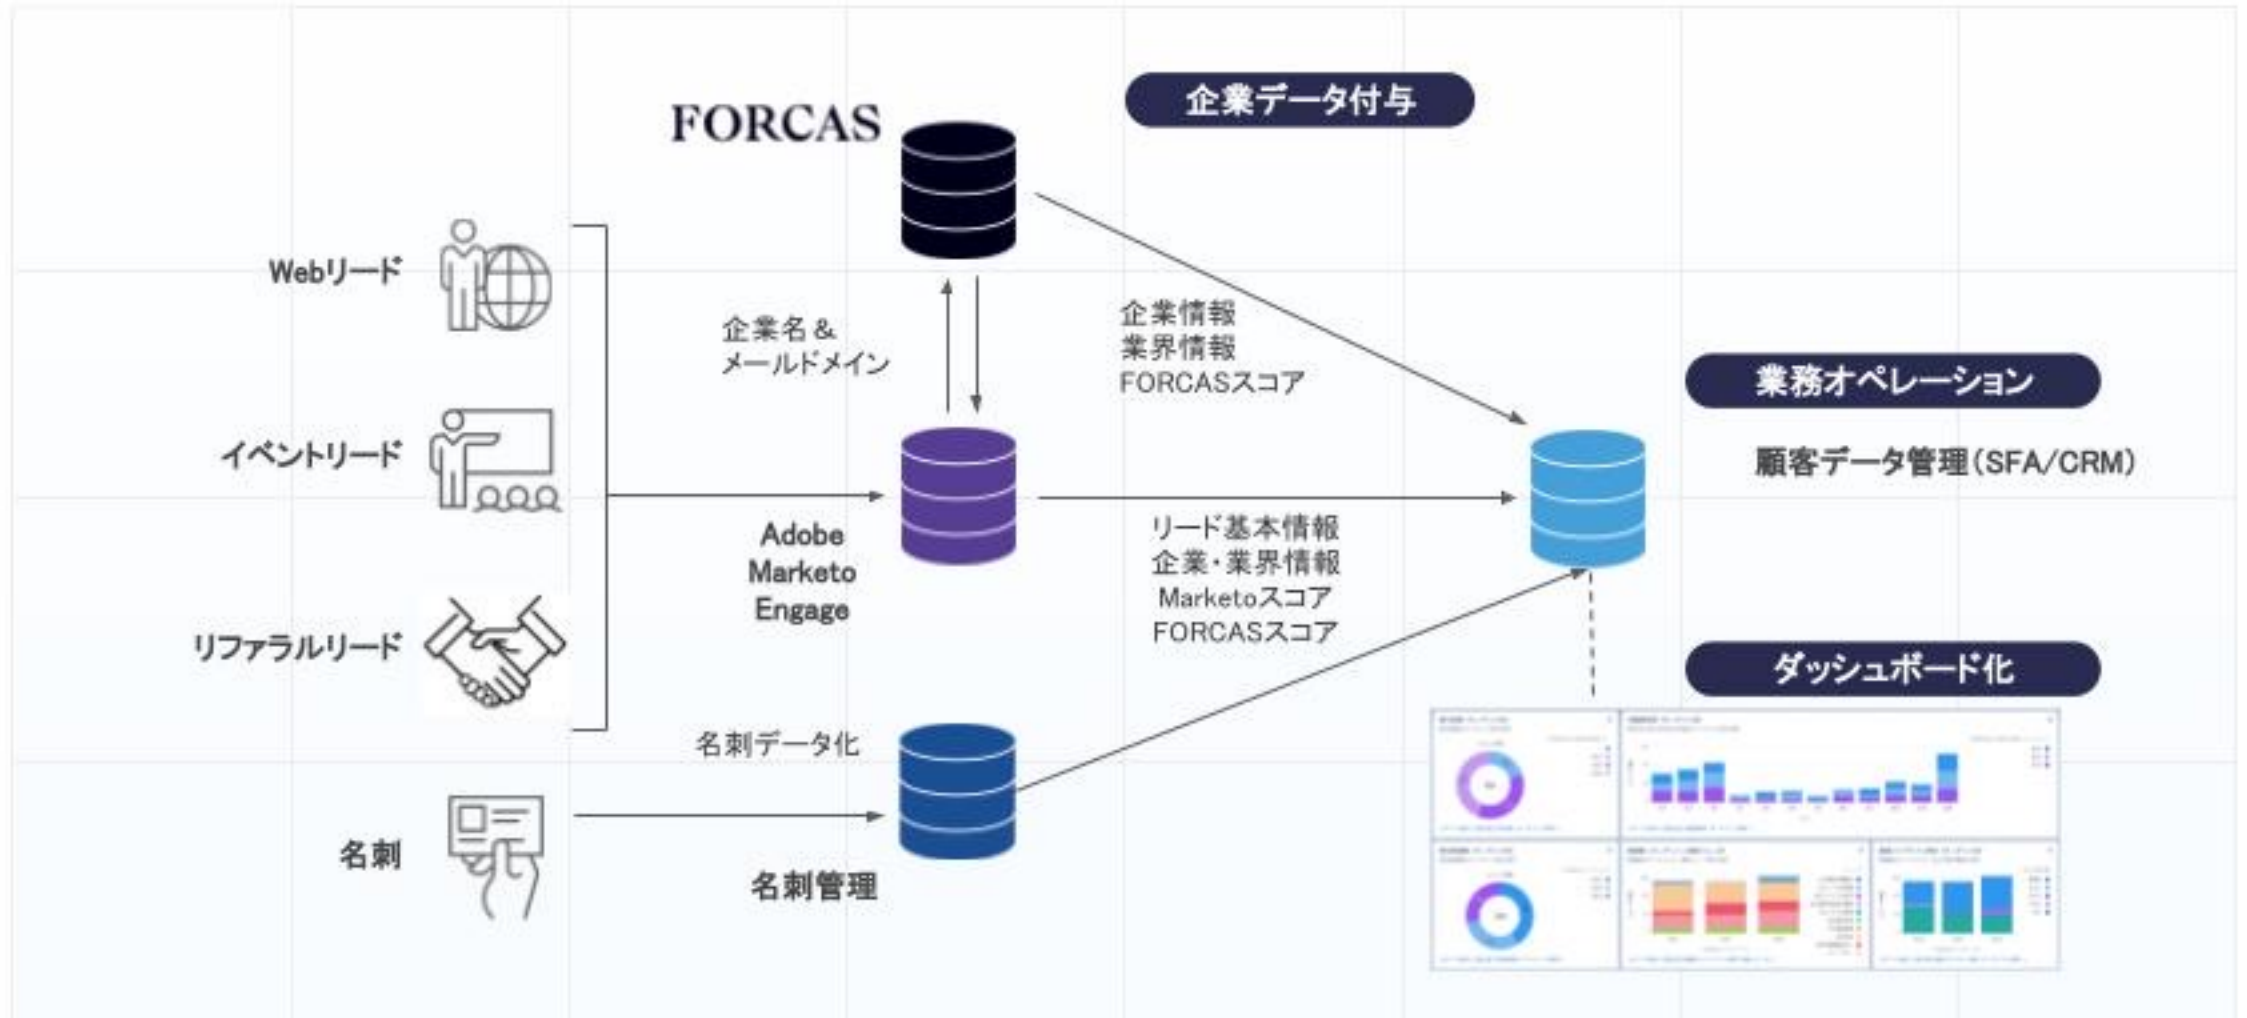 FORCAS
企業データ付与
Webリード
企業名＆
メールドメイン
企業情報
業界情報
FORCASスコア
業務オペレーション
顧客データ管理（SFA/CRM）
イベントリード
Adobe
Marketo
Engage
リード基本情報
企業・業界情報
Marketoスコア
FORCASスコア
リファラルリード
ダッシュボード化
名刺データ化
名刺
名刺管理